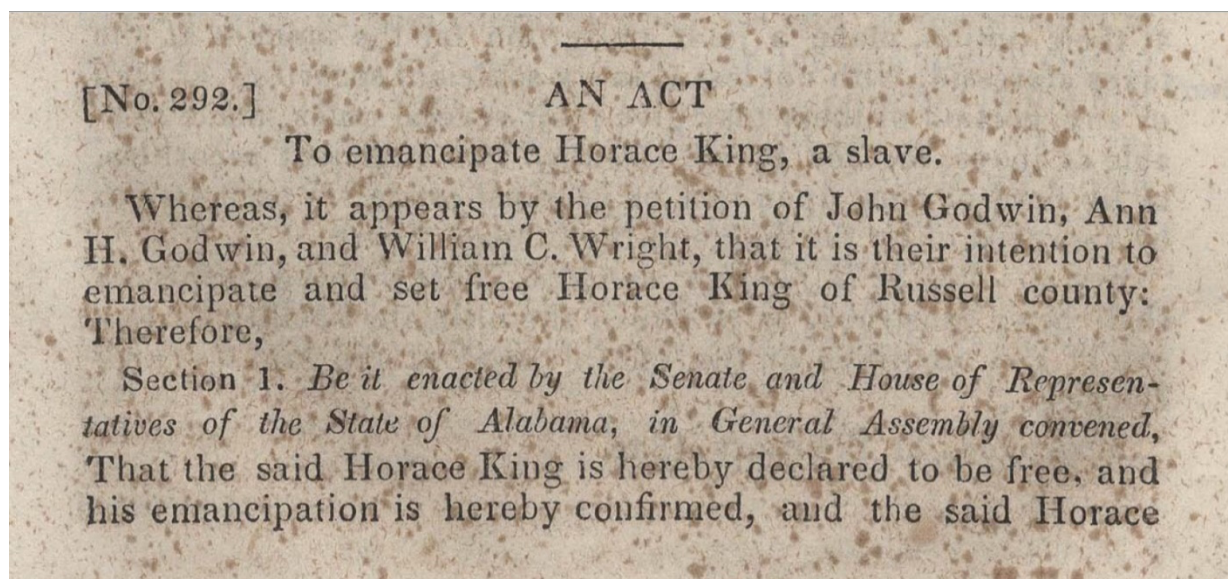 [No. 292.] AN ACT
To emancipate Horace King, a slave.
Whereas, it appears by the petition of John Godwin, Ann
H. Godwin, and William C. Wright, that it is their intention to
emancipate and set free Horace King of Russell county:
Therefore,
Section 1. Be it enacted by the Senate and House of Represen-
tatives of the State of Alabama, in General Assembly convened,
That the said Horace King is hereby declared to be free, and
his emancipation is hereby confirmed, and the said Horace